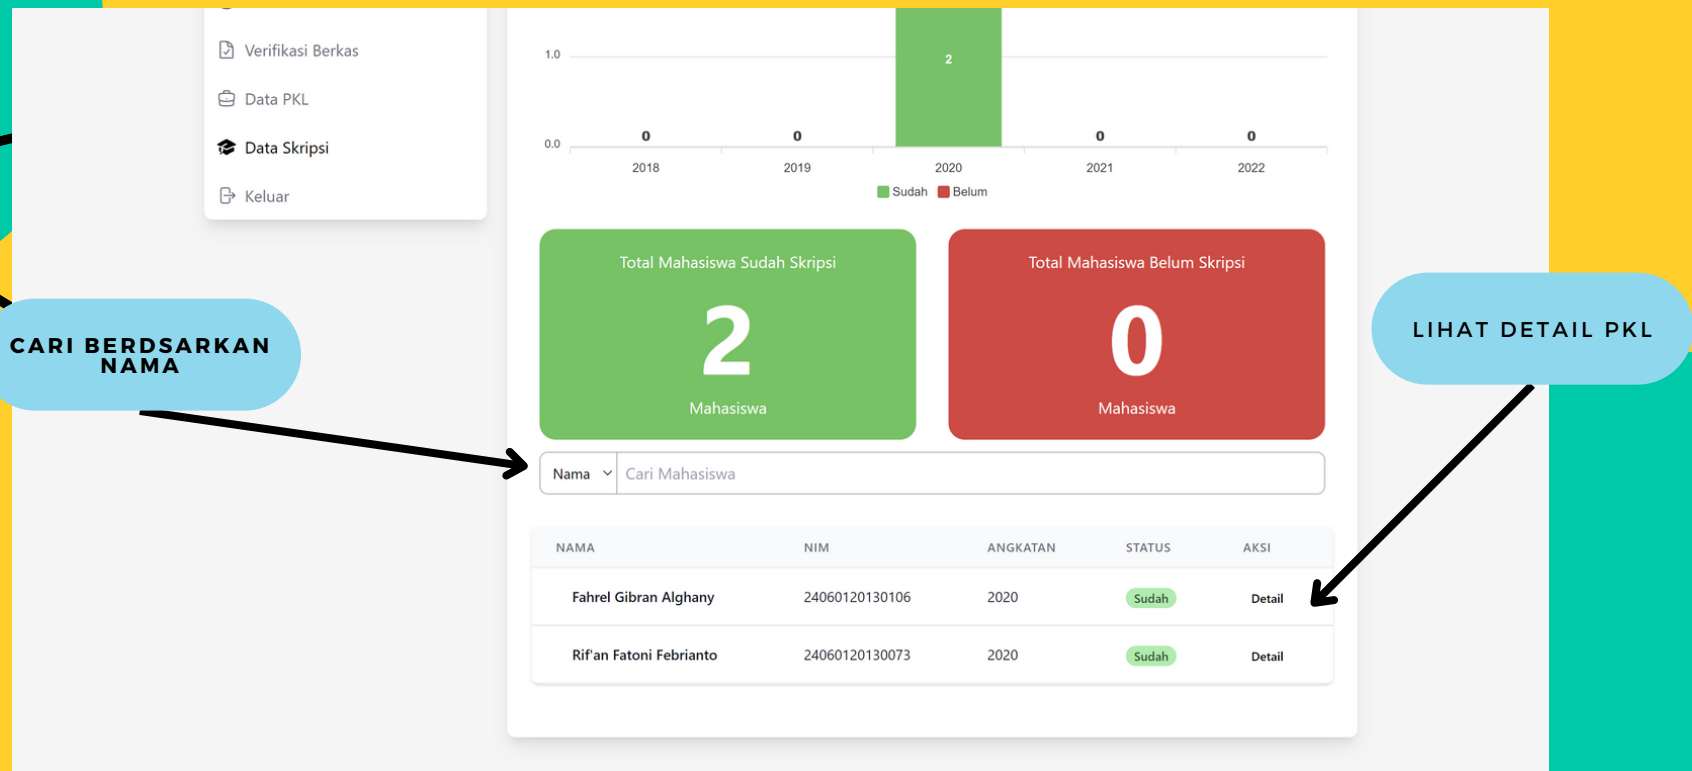 Verifikasi Berkas
Data PKL
Data Skripsi
Keluar
1.0
2
0.0
0 0 0 0
2018 2019 2020 2021 2022
Sudah Belum
Total Mahasiswa Sudah Skripsi
2
Mahasiswa
Total Mahasiswa Belum Skripsi
0
Mahasiswa
CARI BERDSARKAN
NAMA
LIHAT DETAIL PKL
Nama Cari Mahasiswa
NAMA NIM ANGKATAN STATUS AKSI
Fahrel Gibran Alghany 24060120130106 2020 Sudah Detail
Rif'an Fatoni Febrianto 24060120130073 2020 Sudah Detail